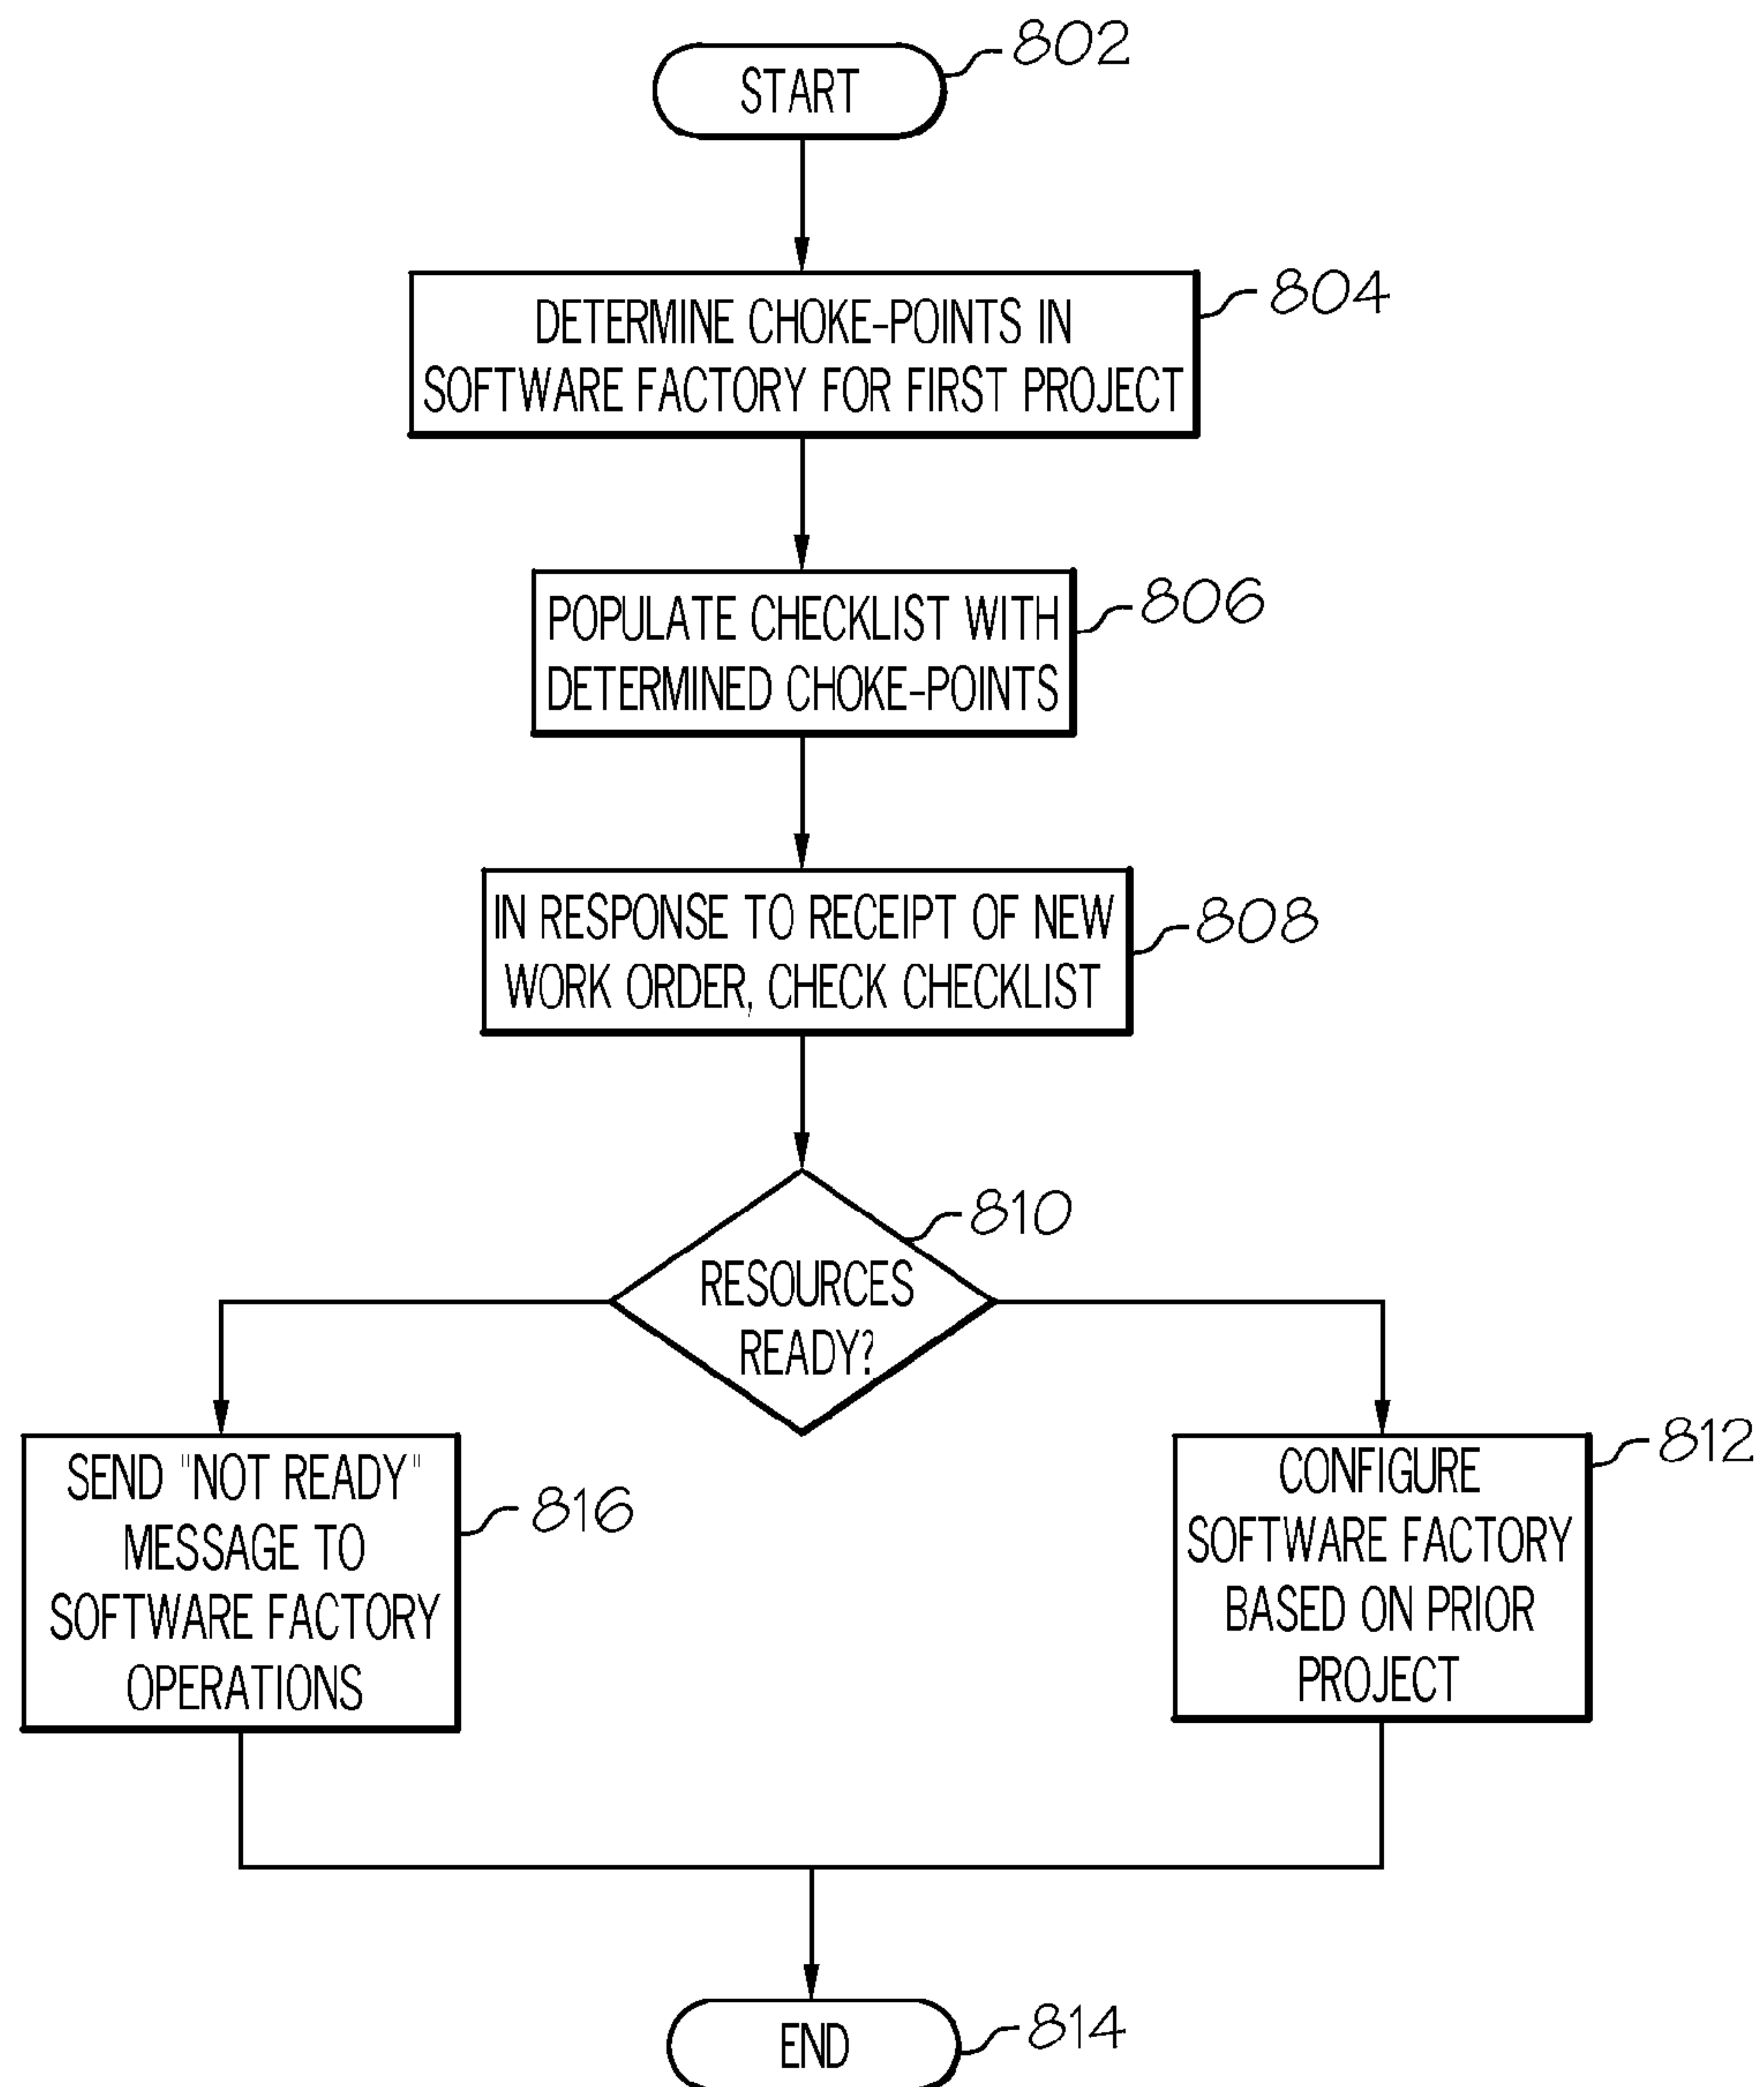 START
802
DETERMINE CHOKE-POINTS IN
SOFTWARE FACTORY FOR FIRST PROJECT
804
POPULATE CHECKLIST WITH
DETERMINED CHOKE-POINTS
806
IN RESPONSE TO RECEIPT OF NEW
WORK ORDER, CHECK CHECKLIST
808
RESOURCES
READY?
810
SEND "NOT READY"
MESSAGE TO
SOFTWARE FACTORY
OPERATIONS
816
CONFIGURE
SOFTWARE FACTORY
BASED ON PRIOR
PROJECT
812
END
814